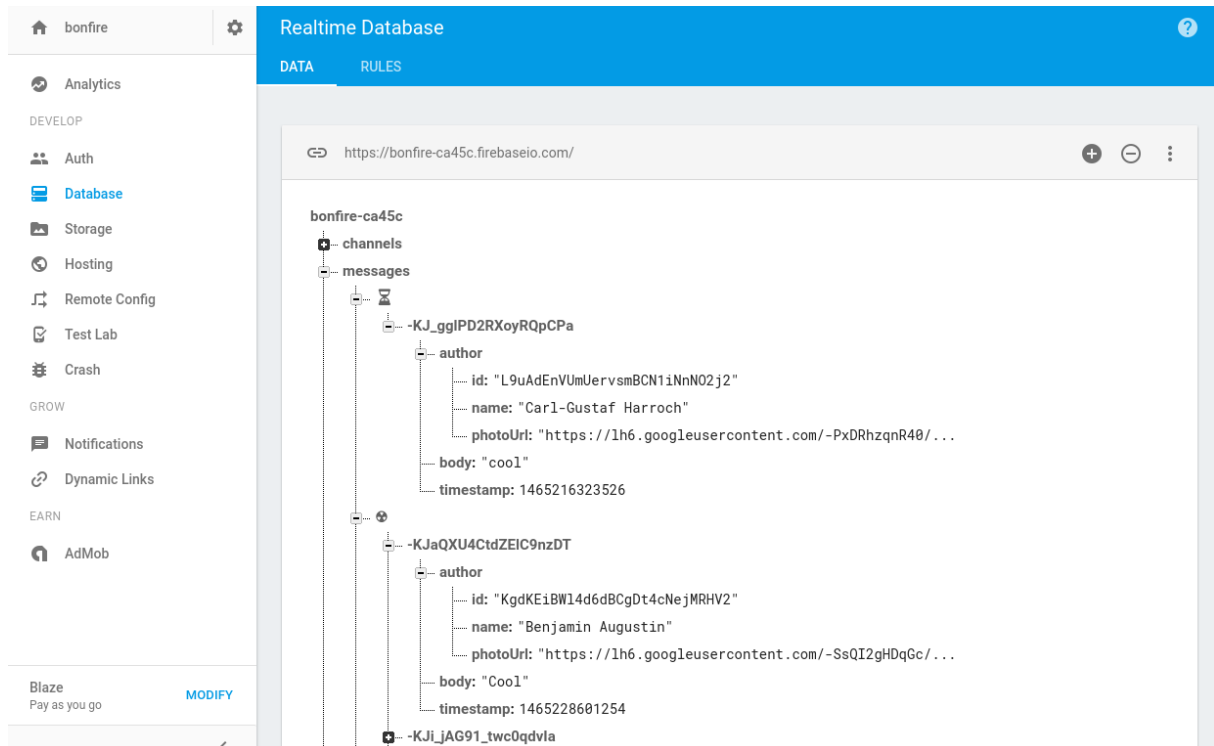 bonfire
Analytics
DEVELOP
Auth
Database
Storage
Hosting
Remote Config
Test Lab
Crash
GROW
Notifications
Dynamic Links
EARN
AdMob
Blaze
Pay as you go
MODIFY
Realtime Database
DATA RULES
https://bonfire-ca45c.firebaseio.com/
bonfire-ca45c
channels
messages
⌛
-KJ_gglPD2RXoyRQpCPa
author
id: "L9uAdEnVUmUervsmBCN1iNnNO2j2"
name: "Carl-Gustaf Harroch"
photoUrl: "https://lh6.googleusercontent.com/-PxDRhzqnR40/...
body: "cool"
timestamp: 1465216323526
☢
-KJaQXU4CtdZElC9nzDT
author
id: "KgdKEiBWl4d6dBCgDt4cNejMRHV2"
name: "Benjamin Augustin"
photoUrl: "https://lh6.googleusercontent.com/-SsQI2gHDqGc/...
body: "Cool"
timestamp: 1465228601254
-KJi_jAG91_twc0qdvla